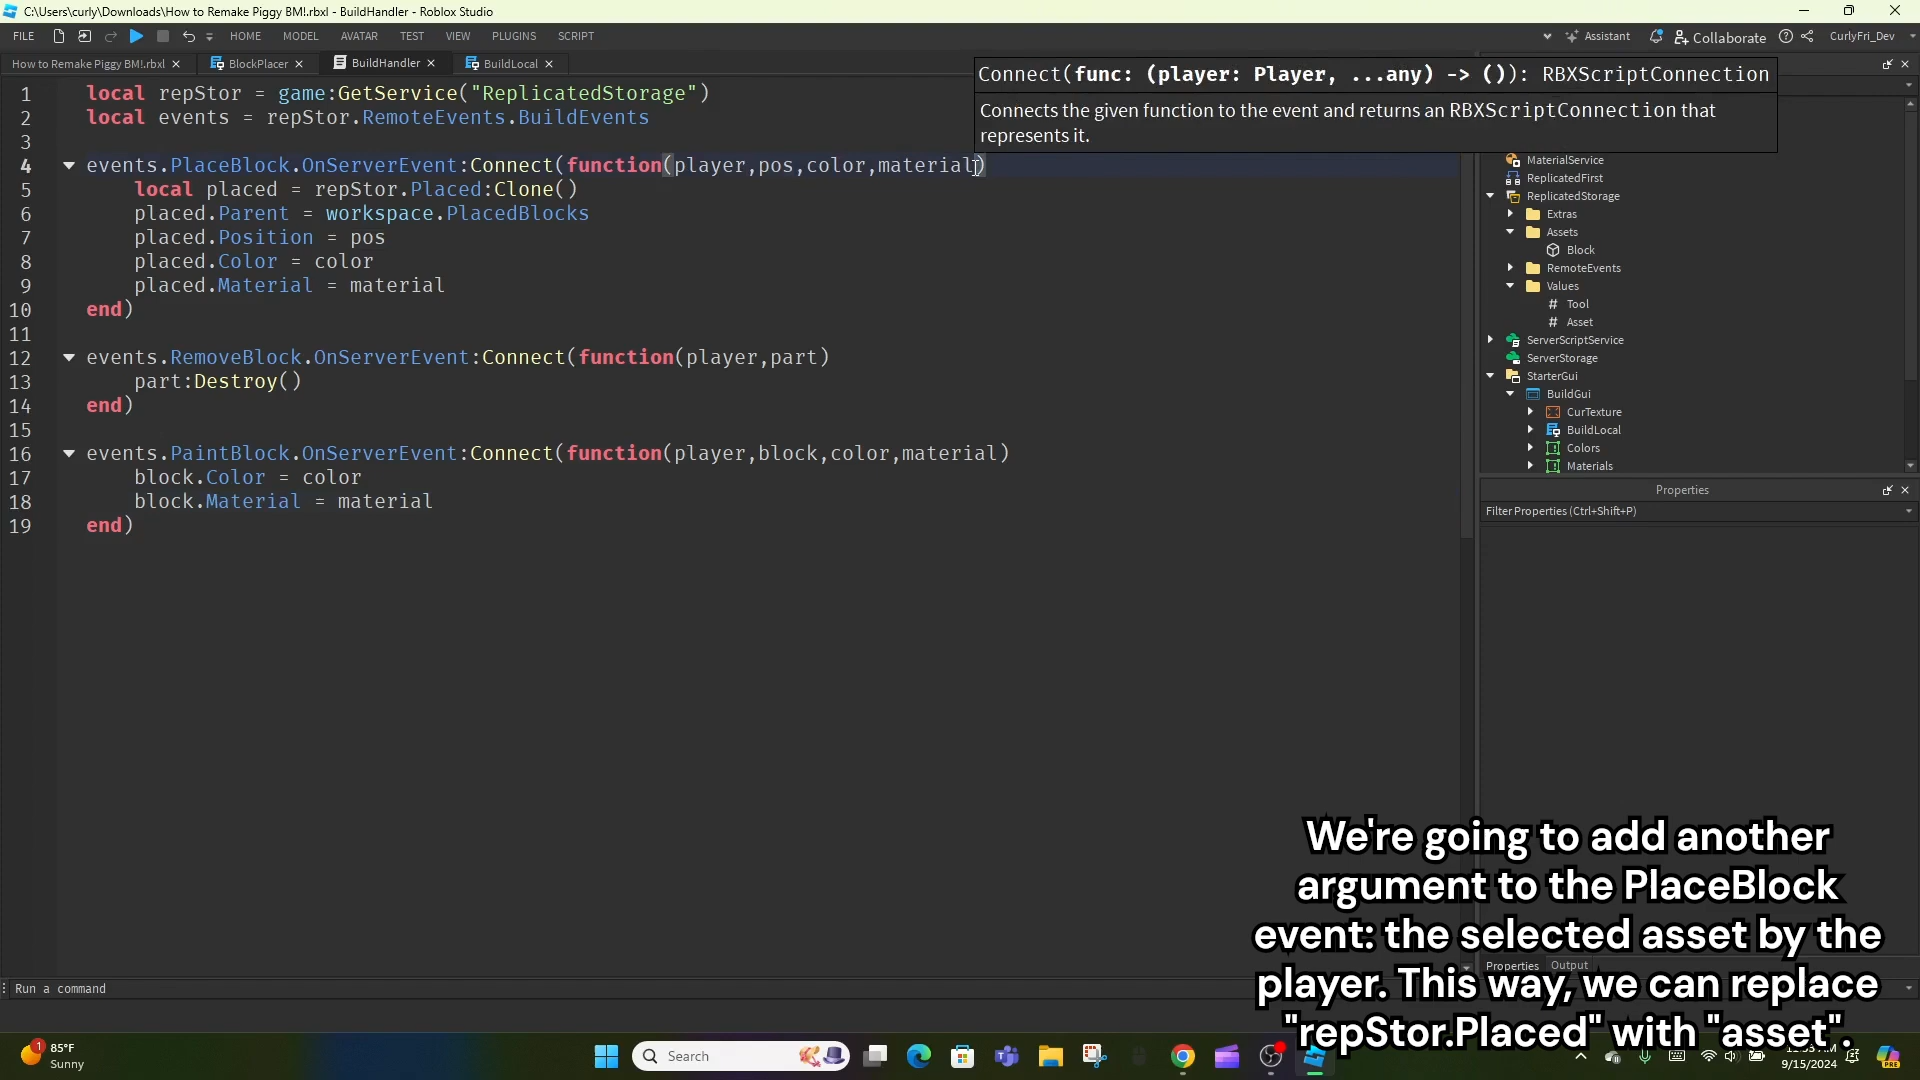 C:\Users\curly\Downloads\How to Remake Piggy BM!.rbxl - BuildHandler - Roblox Studio
FILE HOME MODEL AVATAR TEST VIEW PLUGINS SCRIPT Assistant Collaborate CurlyFri_Dev
How to Remake Piggy BM!.rbxl BlockPlacer BuildHandler BuildLocal
Connect(func: (player: Player, ...any) -> ()): RBXScriptConnection
Connects the given function to the event and returns an RBXScriptConnection that
represents it.
1 local repStor = game:GetService("ReplicatedStorage")
2 local events = repStor.RemoteEvents.BuildEvents
3
4 events.PlaceBlock.OnServerEvent:Connect(function(player,pos,color,material)
5 local placed = repStor.Placed:Clone()
6 placed.Parent = workspace.PlacedBlocks
7 placed.Position = pos
8 placed.Color = color
9 placed.Material = material
10 end)
11
12 events.RemoveBlock.OnServerEvent:Connect(function(player,part)
13 part:Destroy()
14 end)
15
16 events.PaintBlock.OnServerEvent:Connect(function(player,block,color,material)
17 block.Color = color
18 block.Material = material
19 end)
MaterialService
ReplicatedFirst
ReplicatedStorage
Extras
Assets
Block
RemoteEvents
Values
# Tool
# Asset
ServerScriptService
ServerStorage
StarterGui
BuildGui
CurTexture
BuildLocal
Colors
Materials
Properties
Filter Properties (Ctrl+Shift+P)
We're going to add another
argument to the PlaceBlock
event: the selected asset by the
player. This way, we can replace
"repStor.Placed" with "asset".
Properties Output
Run a command
85°F
Sunny
Search
9/15/2024